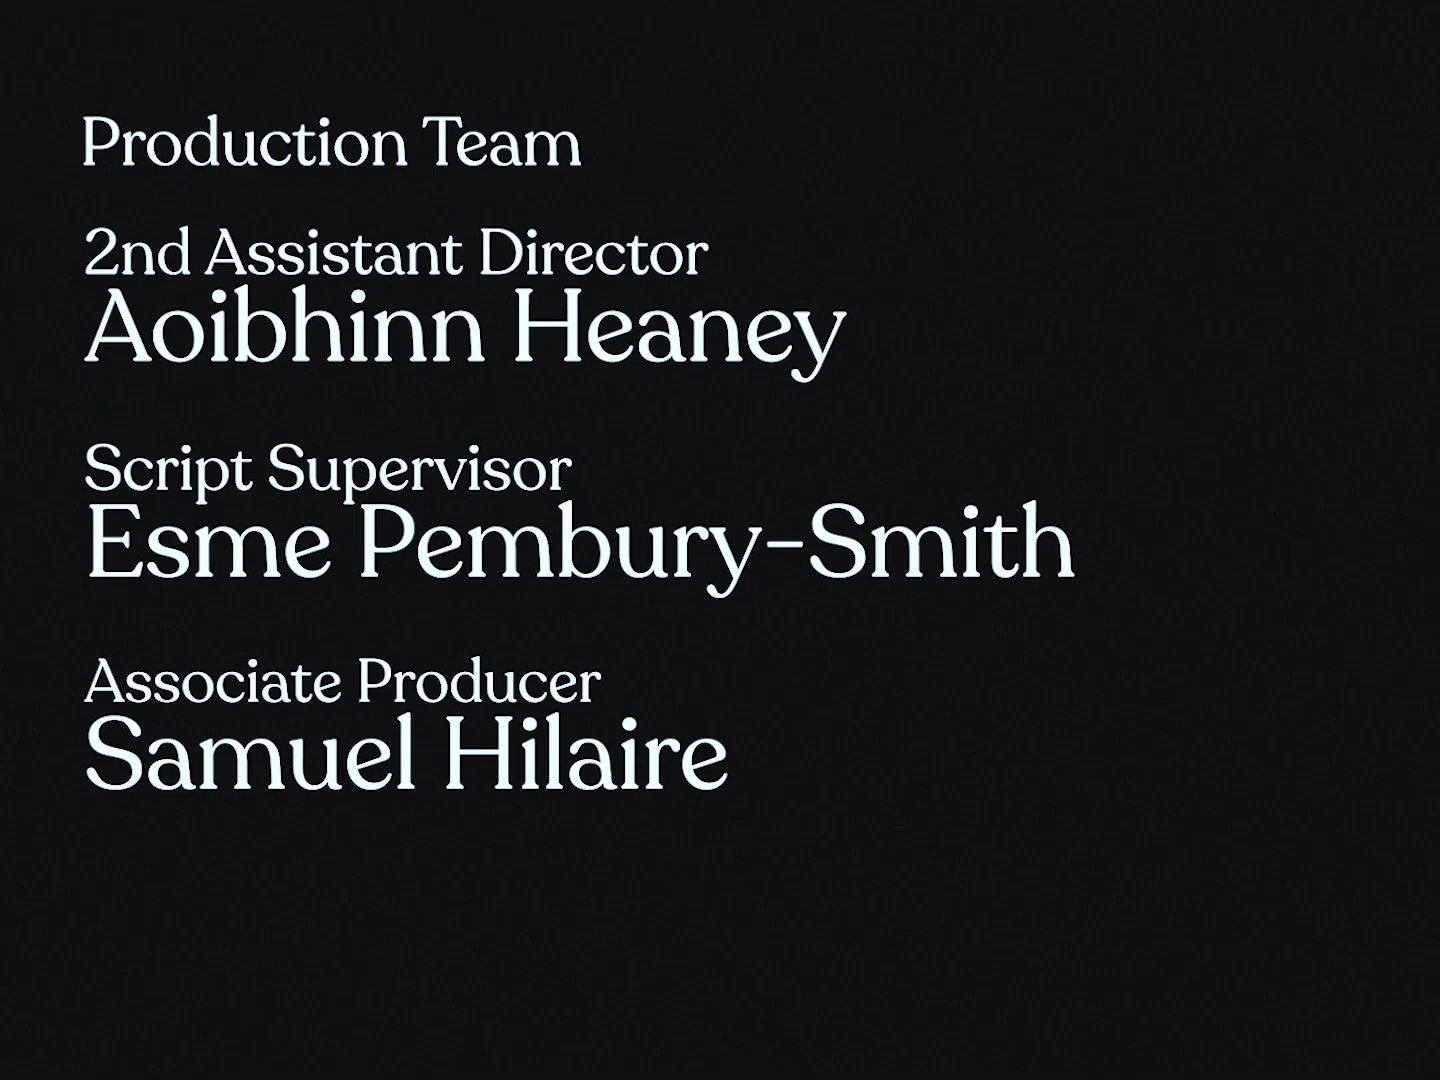 Production Team
2nd Assistant Director
Aoibhinn Heaney
Script Supervisor
Esme Pembury-Smith
Associate Producer
Samuel Hilaire